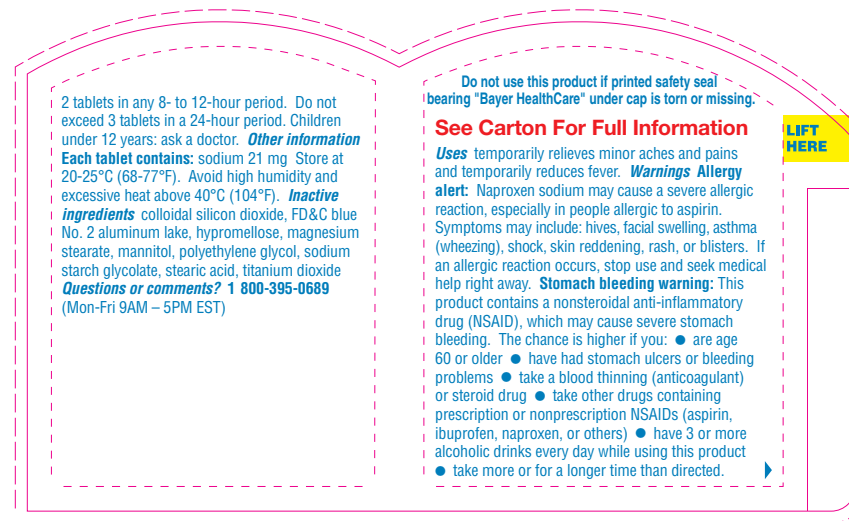 2 tablets in any 8- to 12-hour period. Do not
exceed 3 tablets in a 24-hour period. Children
under 12 years: ask a doctor. Other information
Each tablet contains: sodium 21 mg Store at
20-25°C (68-77°F). Avoid high humidity and
excessive heat above 40°C (104°F). Inactive
ingredients colloidal silicon dioxide, FD&C blue
No. 2 aluminum lake, hypromellose, magnesium
stearate, mannitol, polyethylene glycol, sodium
starch glycolate, stearic acid, titanium dioxide
Questions or comments? 1 800-395-0689
(Mon-Fri 9AM – 5PM EST)
Do not use this product if printed safety seal
bearing "Bayer HealthCare" under cap is torn or missing.
See Carton For Full Information
Uses temporarily relieves minor aches and pains
and temporarily reduces fever. Warnings Allergy
alert: Naproxen sodium may cause a severe allergic
reaction, especially in people allergic to aspirin.
Symptoms may include: hives, facial swelling, asthma
(wheezing), shock, skin reddening, rash, or blisters. If
an allergic reaction occurs, stop use and seek medical
help right away. Stomach bleeding warning: This
product contains a nonsteroidal anti-inflammatory
drug (NSAID), which may cause severe stomach
bleeding. The chance is higher if you: ● are age
60 or older ● have had stomach ulcers or bleeding
problems ● take a blood thinning (anticoagulant)
or steroid drug ● take other drugs containing
prescription or nonprescription NSAIDs (aspirin,
ibuprofen, naproxen, or others) ● have 3 or more
alcoholic drinks every day while using this product
● take more or for a longer time than directed.
LIFT
HERE